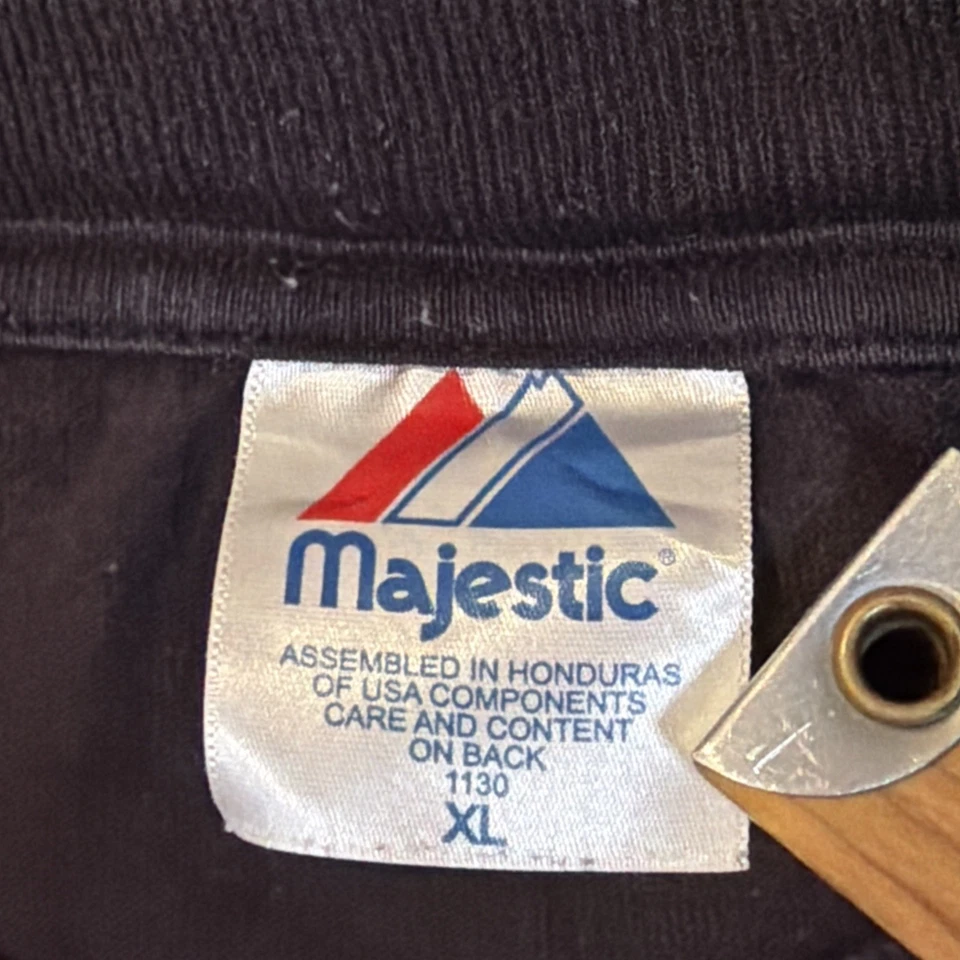 Majestic®
ASSEMBLED IN HONDURAS
OF USA COMPONENTS
CARE AND CONTENT
ON BACK
1130
XL